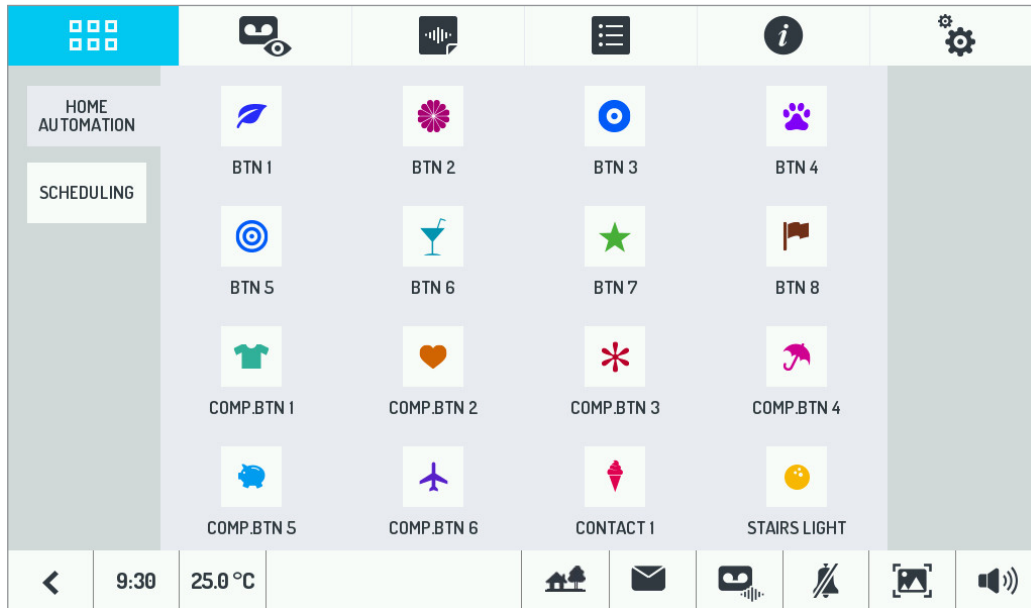 HOME
AUTOMATION
SCHEDULING
BTN 1
BTN 2
BTN 3
BTN 4
BTN 5
BTN 6
BTN 7
BTN 8
COMP.BTN 1
COMP.BTN 2
COMP.BTN 3
COMP.BTN 4
COMP.BTN 5
COMP.BTN 6
CONTACT 1
STAIRS LIGHT
9:30
25.0 °C